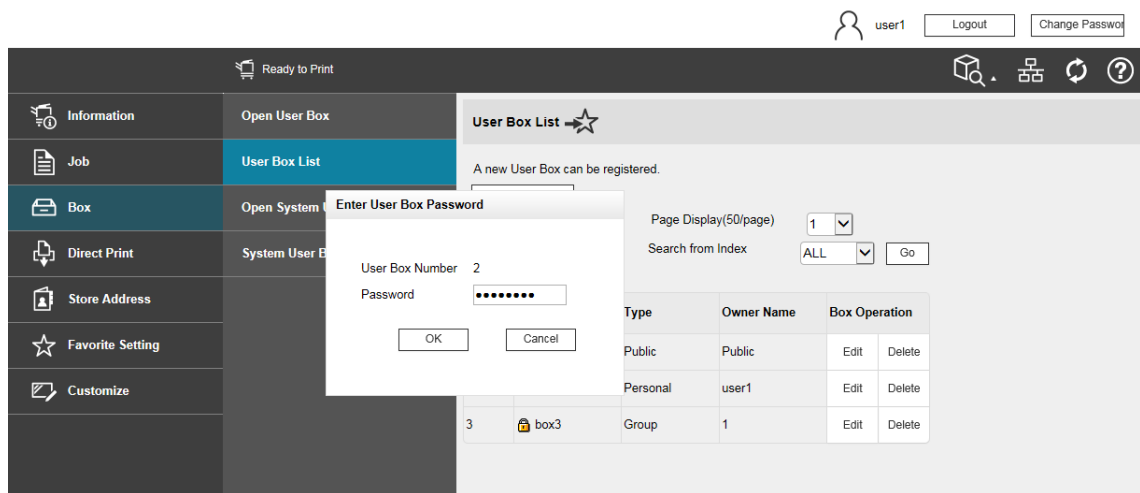 user1 Logout Change Passwor
Ready to Print
Information
Job
Box
Direct Print
Store Address
Favorite Setting
Customize
Open User Box
User Box List
Open System
System User B
User Box List
A new User Box can be registered.
Page Display(50/page) 1
Search from Index ALL Go
Enter User Box Password
User Box Number 2
Password ••••••••
OK Cancel
Type Owner Name Box Operation
Public Public Edit Delete
Personal user1 Edit Delete
3 box3 Group 1 Edit Delete